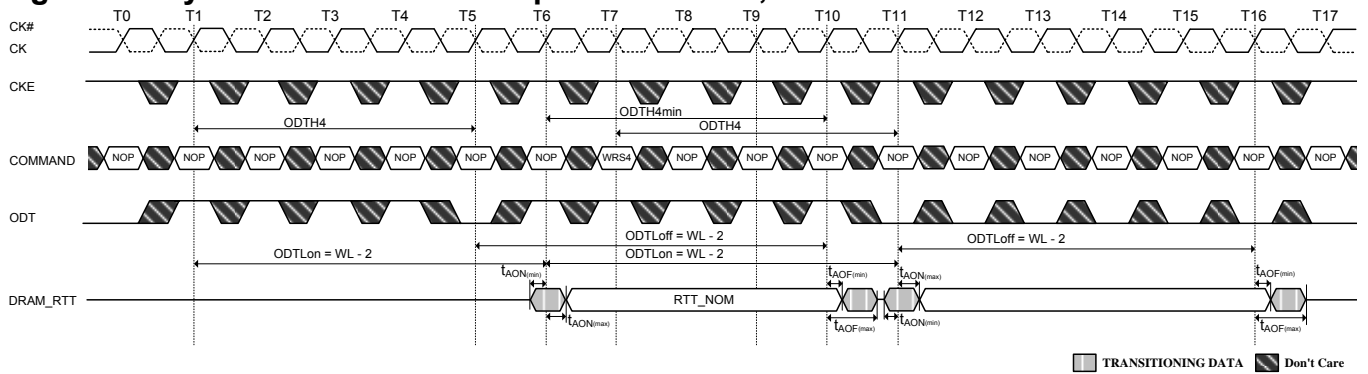 T0 T1 T2 T3 T4 T5 T6 T7 T8 T9 T10 T11 T12 T13 T14 T15 T16 T17
CK#
CK
CKE
ODTH4min
ODTH4
ODTH4
COMMAND NOP NOP NOP NOP NOP NOP NOP WRS4 NOP NOP NOP NOP NOP NOP NOP NOP NOP NOP
ODT
ODTLoff = WL - 2
ODTLoff = WL - 2
ODTLon = WL - 2
ODTLon = WL - 2
tAON(min) tAOF(min) tAON(max) tAOF(min)
DRAM_RTT RTT_NOM
tAON(max) tAOF(max) tAON(min) tAOF(max)
TRANSITIONING DATA Don't Care